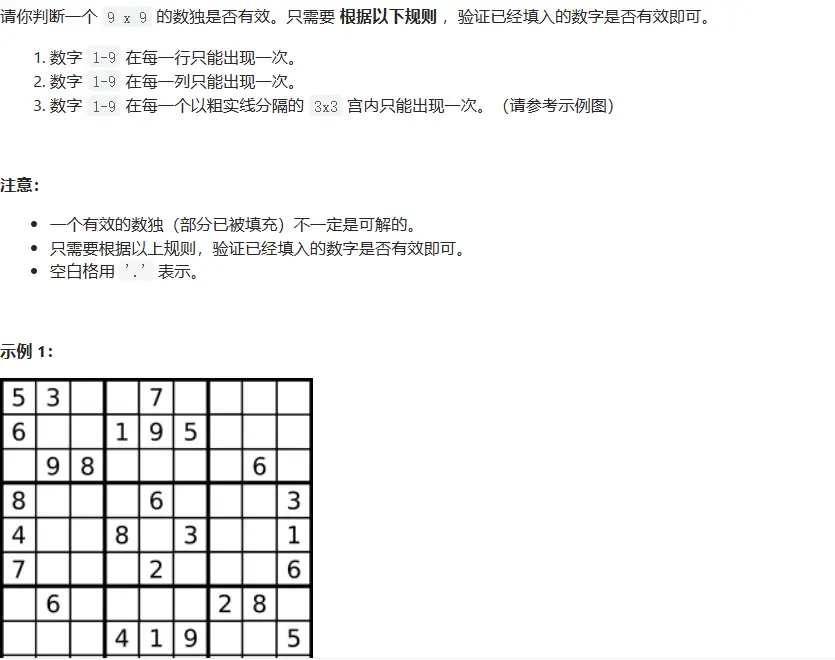 请你判断一个 9 x 9 的数独是否有效。只需要 根据以下规则 ，验证已经填入的数字是否有效即可。
1. 数字 1-9 在每一行只能出现一次。
2. 数字 1-9 在每一列只能出现一次。
3. 数字 1-9 在每一个以粗实线分隔的 3x3 宫内只能出现一次。（请参考示例图）
注意：
• 一个有效的数独（部分已被填充）不一定是可解的。
• 只需要根据以上规则，验证已经填入的数字是否有效即可。
• 空白格用 '.' 表示。
示例 1：
5 3 7
6 1 9 5
9 8 6
8 6 3
4 8 3 1
7 2 6
6 2 8
4 1 9 5